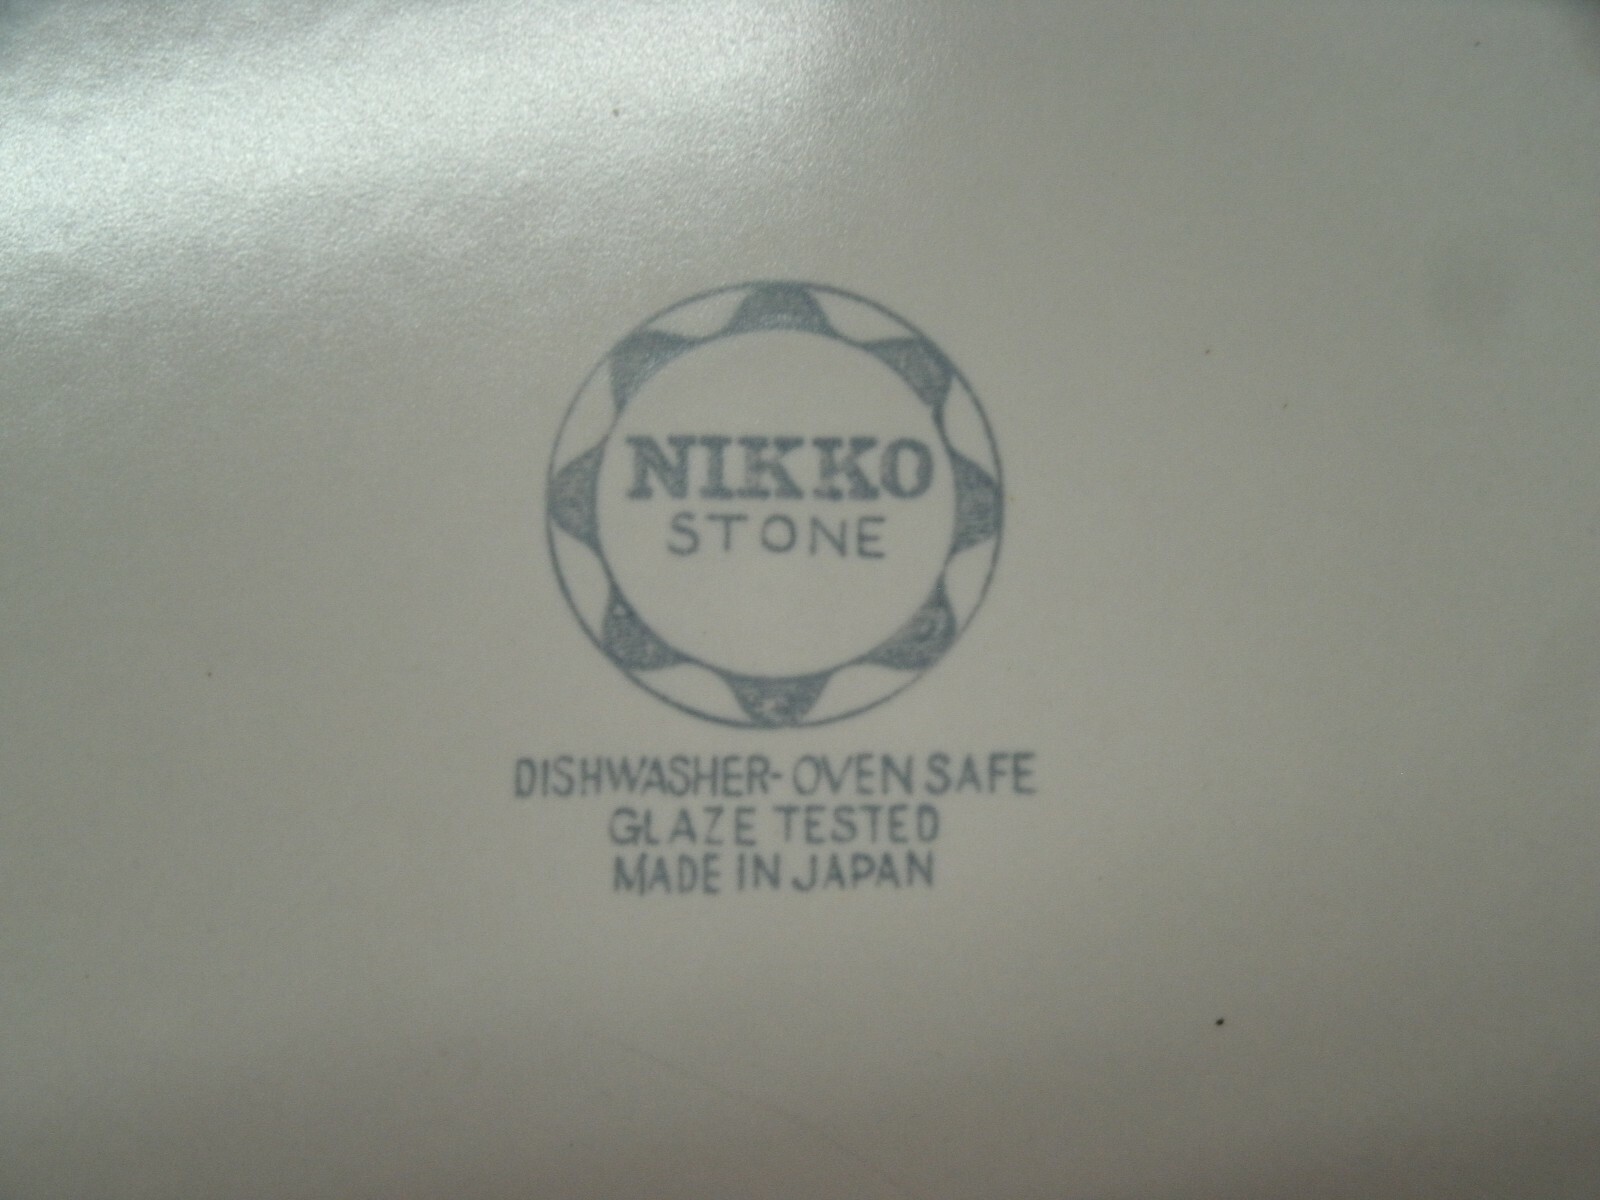 NIKKO
STONE
DISHWASHER-OVEN SAFE
GLAZE TESTED
MADE IN JAPAN